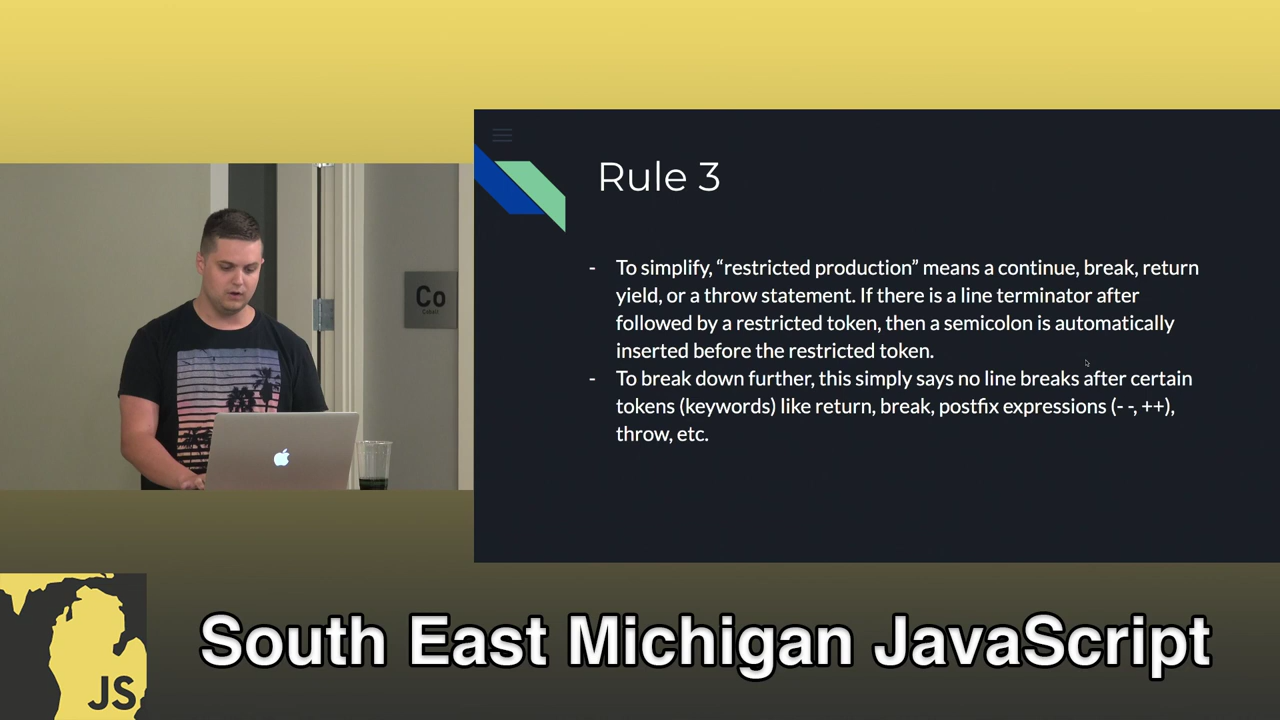 Rule 3
- To simplify, “restricted production” means a continue, break, return
yield, or a throw statement. If there is a line terminator after
followed by a restricted token, then a semicolon is automatically
inserted before the restricted token.
- To break down further, this simply says no line breaks after certain
tokens (keywords) like return, break, postfix expressions (- -, ++),
throw, etc.
Co
JS
South East Michigan JavaScript